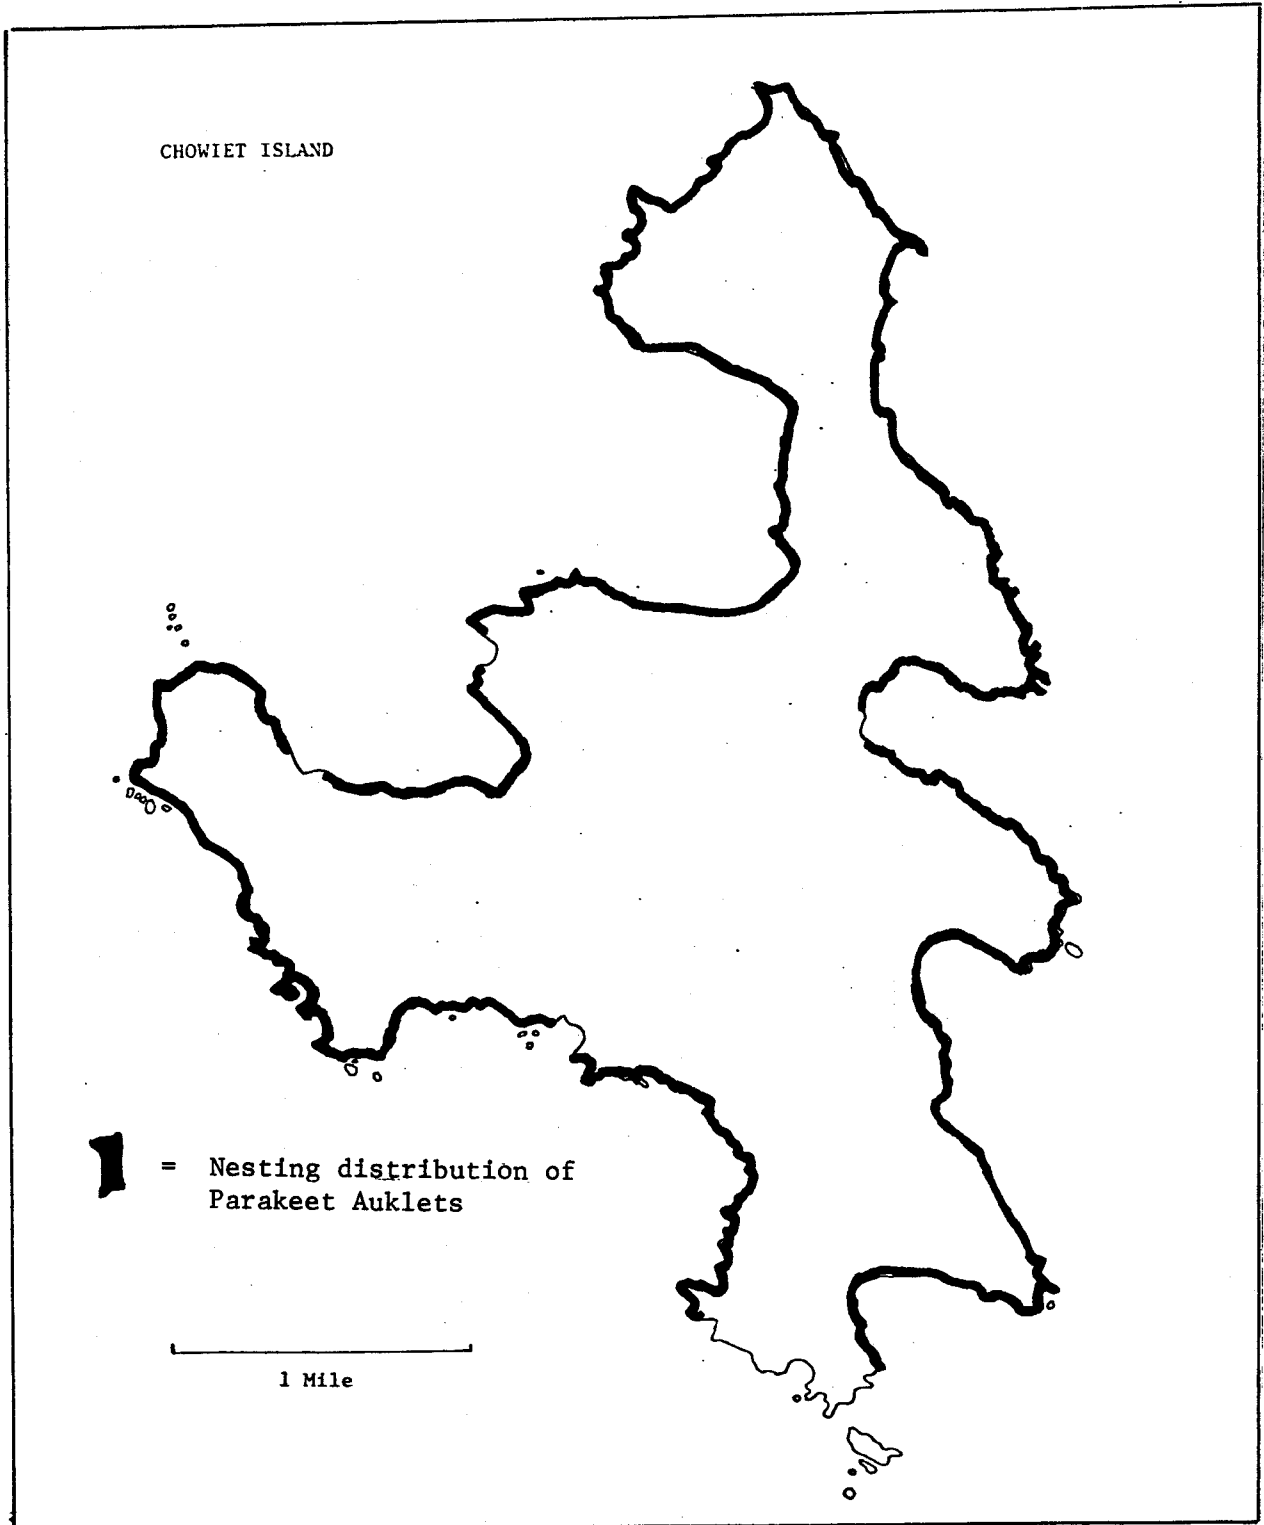 CHOWIET ISLAND
= Nesting distribution of
Parakeet Auklets
1 Mile